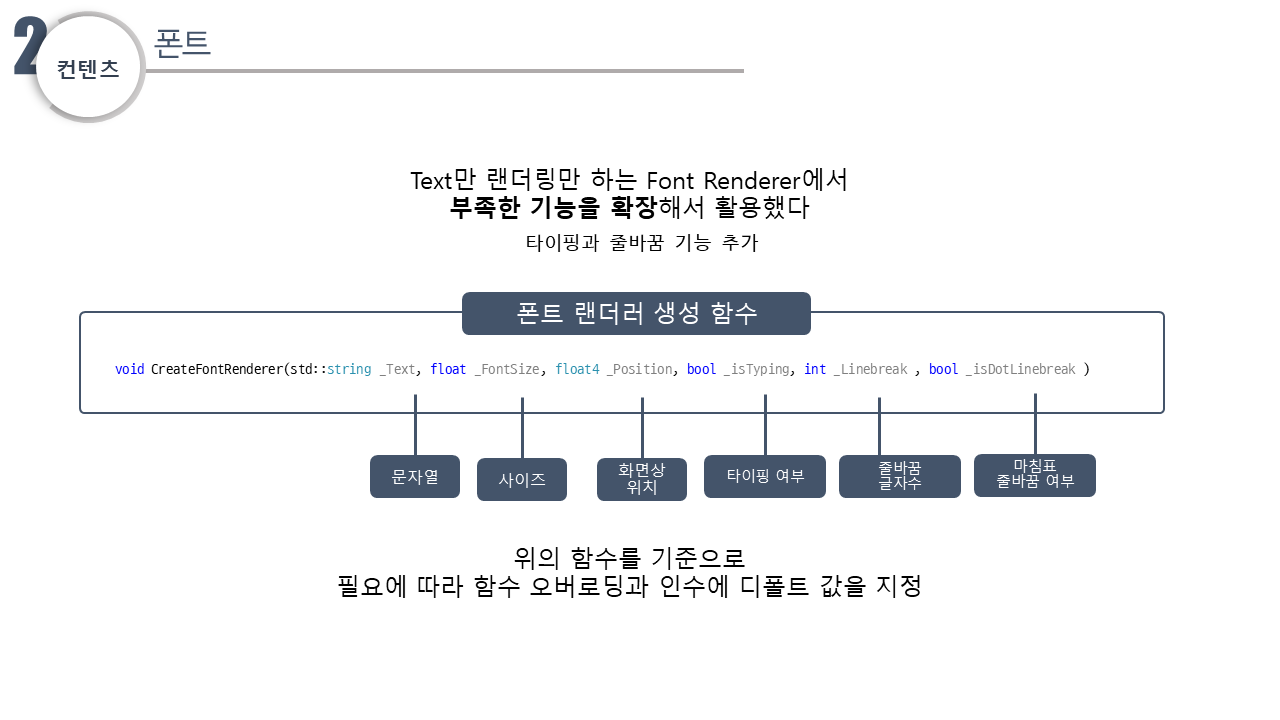 2
컨텐츠
폰트
Text만 랜더링만 하는 Font Renderer에서
부족한 기능을 확장해서 활용했다
타이핑과 줄바꿈 기능 추가
폰트 랜더러 생성 함수
void CreateFontRenderer(std::string _Text, float _FontSize, float4 _Position, bool _isTyping, int _Linebreak , bool _isDotLinebreak )
문자열
사이즈
화면상
위치
타이핑 여부
줄바꿈
글자수
마침표
줄바꿈 여부
위의 함수를 기준으로
필요에 따라 함수 오버로딩과 인수에 디폴트 값을 지정